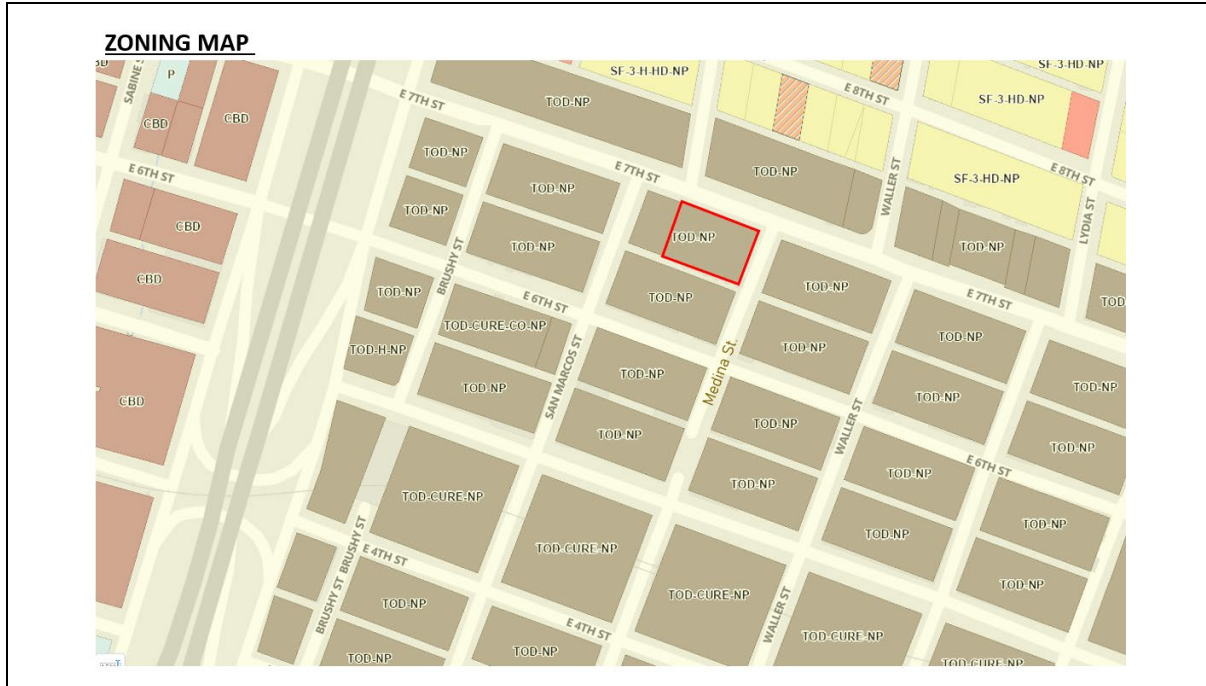 ZONING MAP
SABINE
P
CBD
CBD
E 7TH ST
TOD-NP
SF-3-H-HD-NP
E 8TH ST
SF-3-HD-NP
SF-3-HD-NP
E 6TH ST
CBD
CBD
TOD-NP
TOD-NP
TOD-NP
TOD-NP
BRUSHY ST
E 7TH ST
TOD-NP
TOD-NP
WALLER ST
SF-3-HD-NP
E 8TH ST
LYDIA ST
TOD-NP
TOD
TOD-NP
TOD-H-NP
TOD-CURE-CO-NP
E 6TH ST
TOD-NP
TOD-NP
TOD-NP
E 7TH ST
TOD-NP
CBD
TOD-NP
SAN MARCOS ST
TOD-NP
TOD-NP
Medina St.
TOD-NP
TOD-NP
WALLER ST
TOD-NP
TOD-NP
TOD-NP
E 6TH ST
TOD-NP
TOD-CURE-NP
TOD-CURE-NP
TOD-NP
TOD-NP
TOD-NP
BRUSHY ST
BRUSHY ST
E 4TH ST
TOD-NP
TOD-NP
TOD-NP
E 4TH ST
TOD-CURE-NP
WALLER ST
TOD-CURE-NP
TOD-CURE-NP